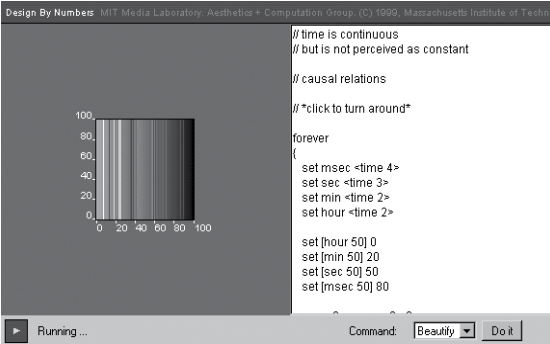 Design By Numbers MIT Media Laboratory. Aesthetics + Computation Group. (C) 1999, Massachusetts Institute of Techn
// time is continuous
// but is not perceived as constant
// causal relations
// *click to turn around*
forever
{
set msec <time 4>
set sec <time 3>
set min <time 2>
set hour <time 2>
set [hour 50] 0
set [min 50] 20
set [sec 50] 50
set [msec 50] 80
100
80
60
40
20
0
0 20 40 60 80 100
Running ...
Command: Beautify Do it